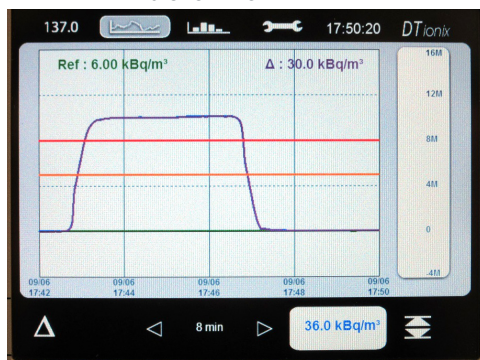 137.0 17:50:20 DTionix
Ref : 6.00 kBq/m³ Δ : 30.0 kBq/m³
16M
12M
8M
4M
0
-4M
09/06 09/06 09/06 09/06 09/06
17:42 17:44 17:46 17:48 17:50
Δ 8 min 36.0 kBq/m³